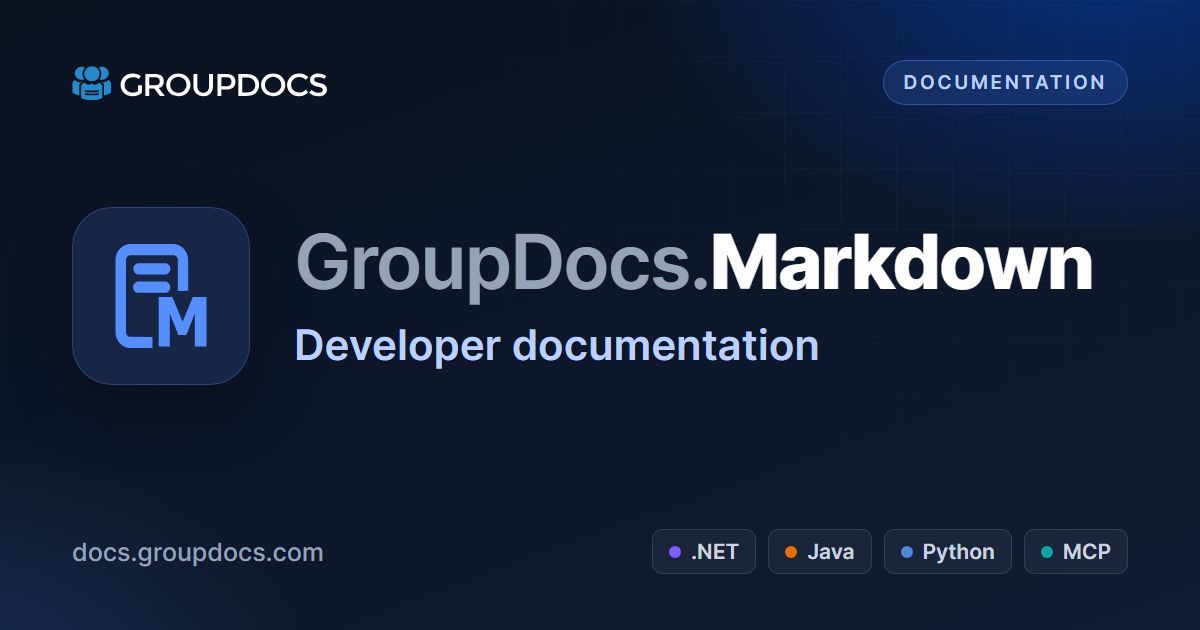 GROUPDOCS
DOCUMENTATION
M
GroupDocs.Markdown
Developer documentation
docs.groupdocs.com
.NET
Java
Python
MCP